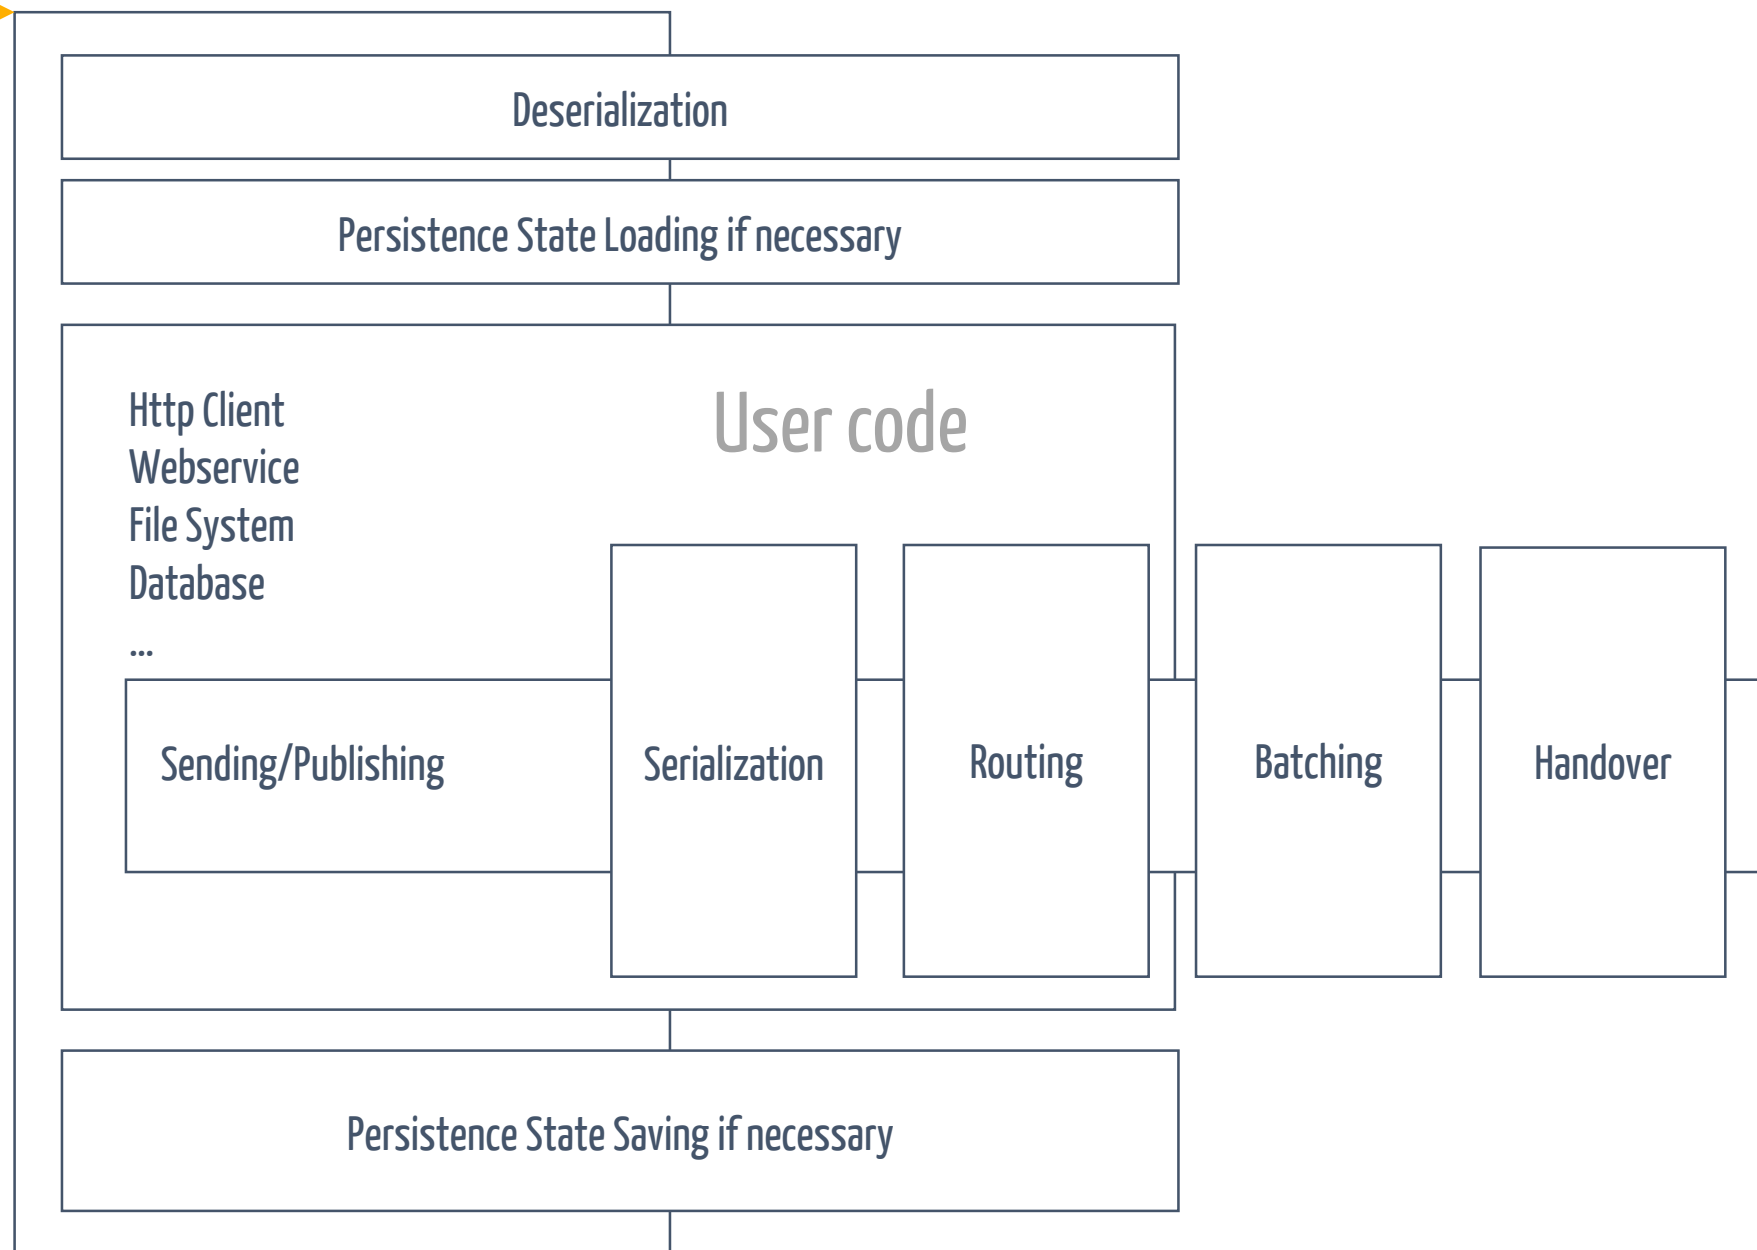 Deserialization
Persistence State Loading if necessary
User code
Http Client
Webservice
File System
Database
...
Sending/Publishing
Serialization
Routing
Batching
Handover
Persistence State Saving if necessary